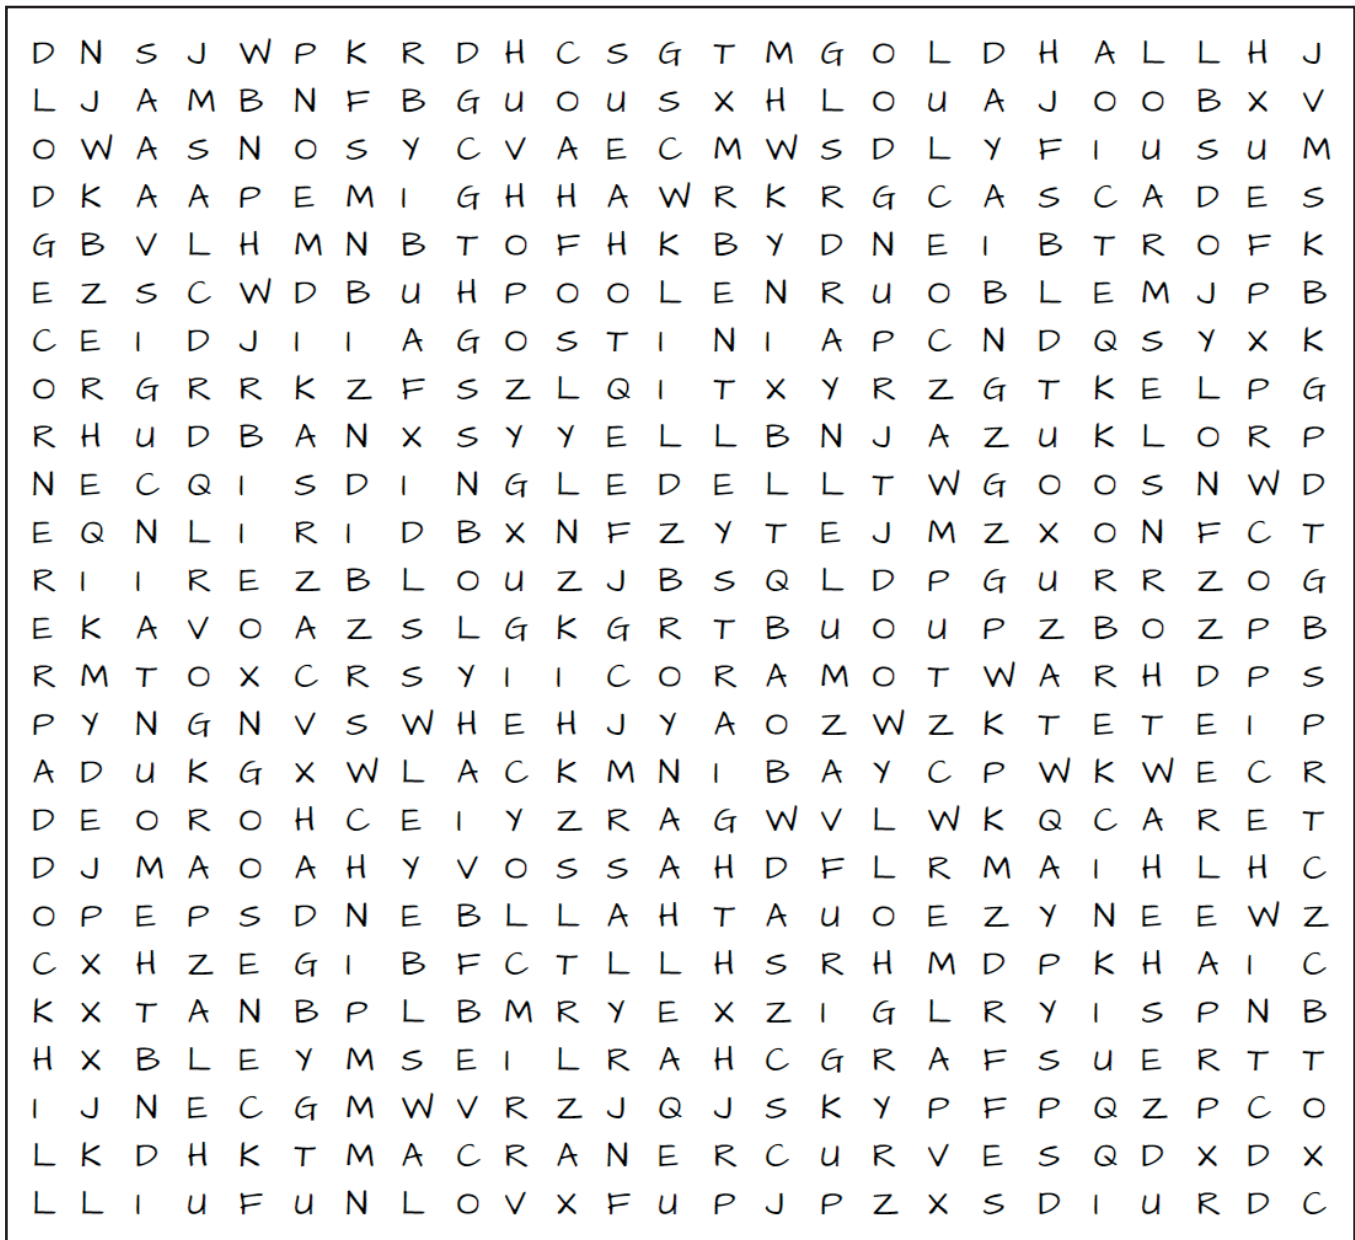 D N S J W P K R D H C S G T M G O L D H A L L H J
L J A M B N F B G U O U S X H L O U A J O O B X V
O W A S N O S Y C V A E C M W S D L Y F I U S U M
D K A A P E M I G H H A W R K R G C A S C A D E S
G B V L H M N B T O F H K B Y D N E I B T R O F K
E Z S C W D B U H P O O L E N R U O B L E M J P B
C E I D J I I A G O S T I N I A P C N D Q S Y X K
O R G R R K Z F S Z L Q I T X Y R Z G T K E L P G
R H U D B A N X S Y Y E L L B N J A Z U K L O R P
N E C Q I S D I N G L E D E L L T W G O O S N W D
E Q N L I R I D B X N F Z Y T E J M Z X O N F C T
R I I R E Z B L O U Z J B S Q L D P G U R R Z O G
E K A V O A Z S L G K G R T B U O U P Z B O Z P B
R M T O X C R S Y I I C O R A M O T W A R H D P S
P Y N G N V S W H E H J Y A O Z W Z K T E T E I P
A D U K G X W L A C K M N I B A Y C P W K W E C R
D E O R O H C E I Y Z R A G W V L W K Q C A R E T
D J M A O A H Y V O S S A H D F L R M A I H L H C
O P E P S D N E B L L A H T A U O E Z Y N E E W Z
C X H Z E G I B F C T L L H S R H M D P K H A I C
K X T A N B P L B M R Y E X Z I G L R Y I S P N B
H X B L E Y M S E I L R A H C G R A F S U E R T T
I J N E C G M W V R Z J Q J S K Y P F P Q Z P C O
L K D H K T M A C R A N E R C U R V E S Q D X D X
L L I U F U N L O V X F U P J P Z X S D I U R D C